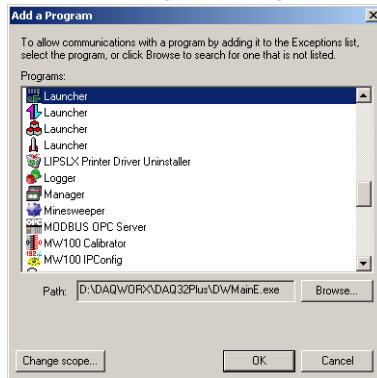 Add a Program
To allow communications with a program by adding it to the Exceptions list,
select the program, or click Browse to search for one that is not listed.
Programs:
Launcher
Launcher
Launcher
Launcher
LIPSLX Printer Driver Uninstaller
Logger
Manager
Minesweeper
MODBUS OPC Server
MW100 Calibrator
MW100 IPConfig
Path: D:\DAQWORX\DAQ32Plus\DWMainE.exe Browse...
Change scope... OK Cancel